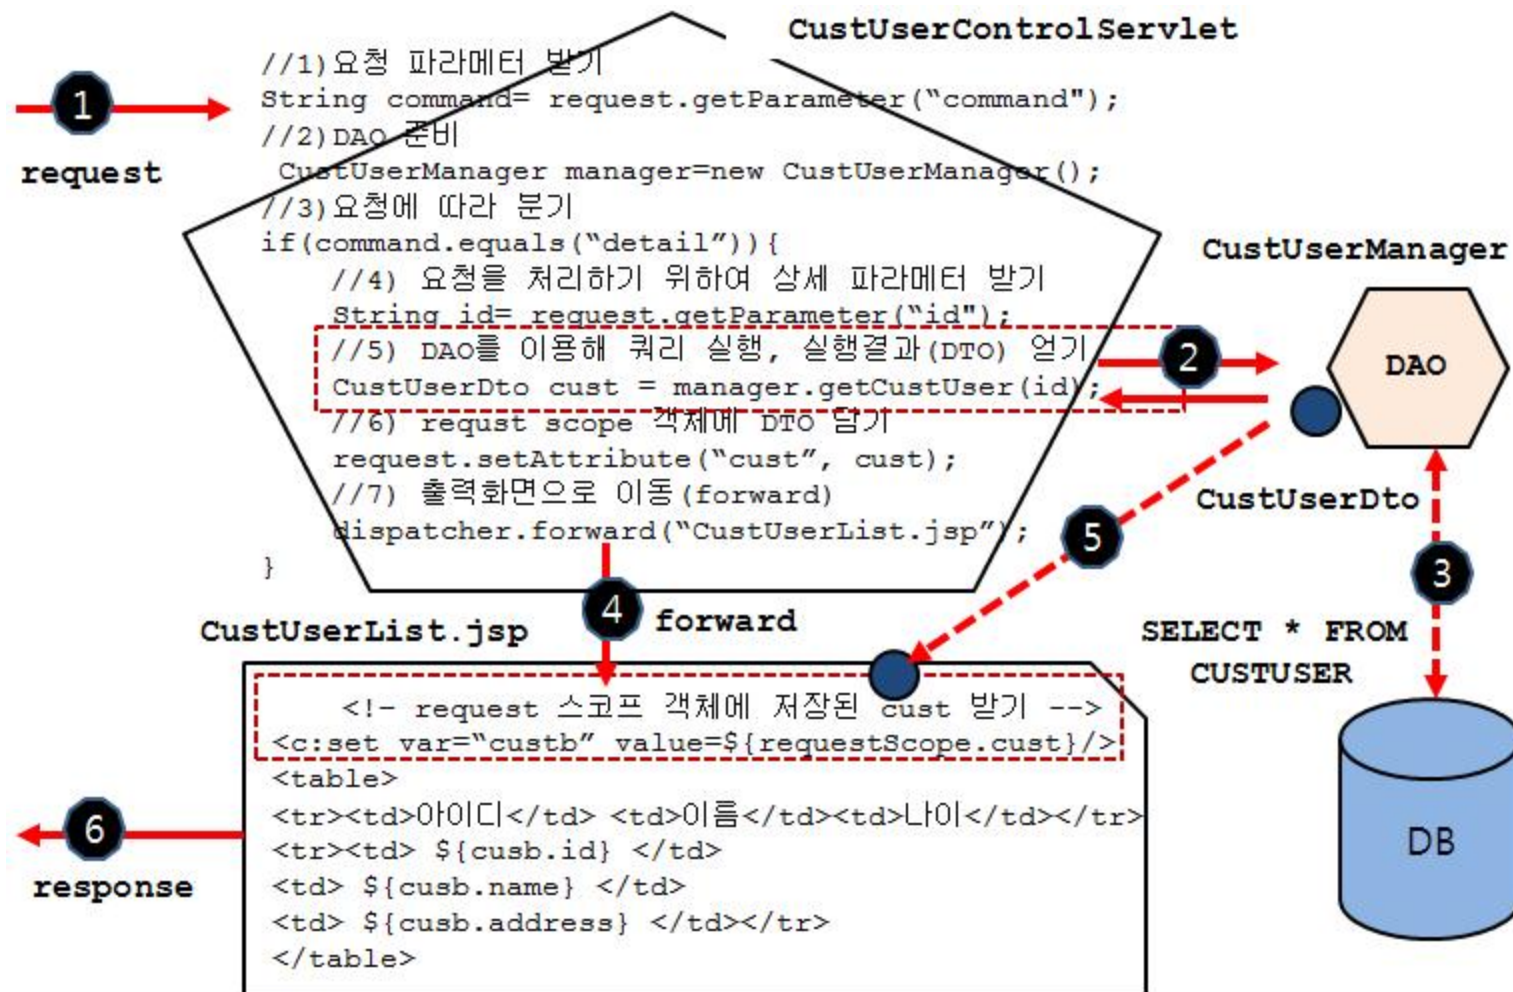 CustUserControlServlet
//1)요청 파라메터 받기
String command= request.getParameter(“command");
//2)DAO 준비
CustUserManager manager=new CustUserManager();
//3)요청에 따라 분기
if(command.equals(“detail”)){
//4) 요청을 처리하기 위하여 상세 파라메터 받기
String id= request.getParameter(“id");
//5) DAO를 이용해 쿼리 실행, 실행결과(DTO) 얻기
CustUserDto cust = manager.getCustUser(id);
//6) requst scope 객체에 DTO 담기
request.setAttribute(“cust”, cust);
//7) 출력화면으로 이동(forward)
dispatcher.forward(“CustUserList.jsp”);
}
1
request
2
CustUserManager
DAO
CustUserDto
3
SELECT * FROM
CUSTUSER
DB
5
4
forward
CustUserList.jsp
<!– request 스코프 객체에 저장된 cust 받기 -->
<c:set var=“custb” value=${requestScope.cust}/>
<table>
<tr><td>아이디</td> <td>이름</td><td>나이</td></tr>
<tr><td> ${cusb.id} </td>
<td> ${cusb.name} </td>
<td> ${cusb.address} </td></tr>
</table>
6
response